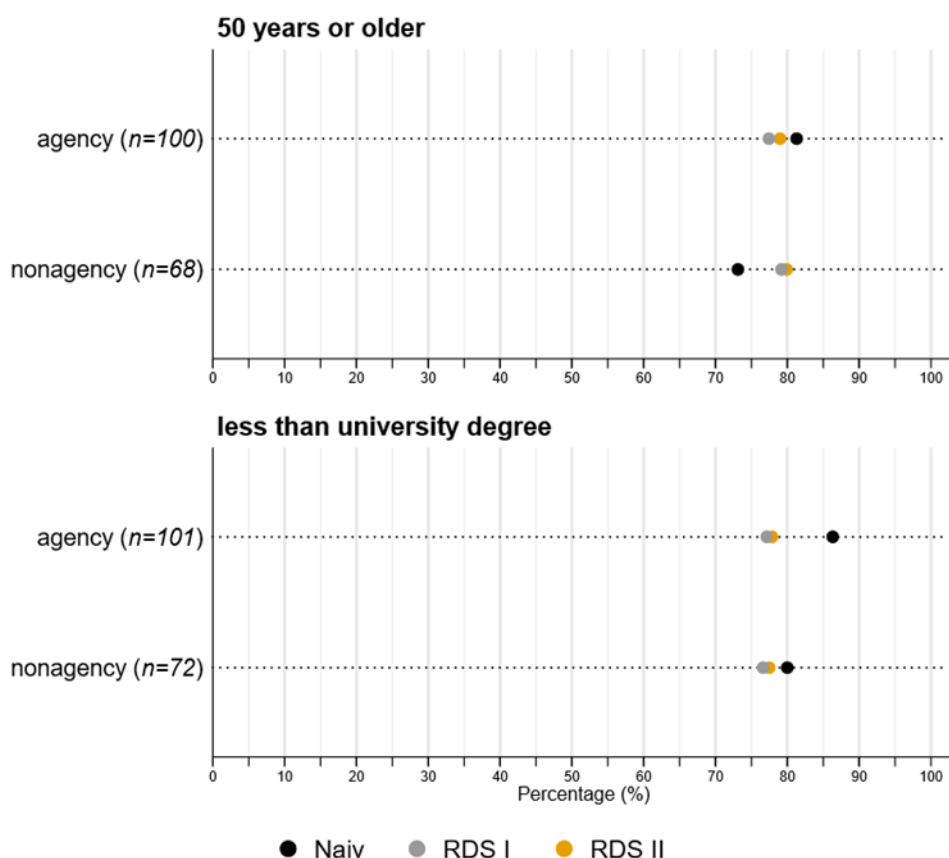 50 years or older
agency (n=100)
nonagency (n=68)
0 10 20 30 40 50 60 70 80 90 100
less than university degree
agency (n=101)
nonagency (n=72)
0 10 20 30 40 50 60 70 80 90 100
Percentage (%)
Naiv RDS I RDS II